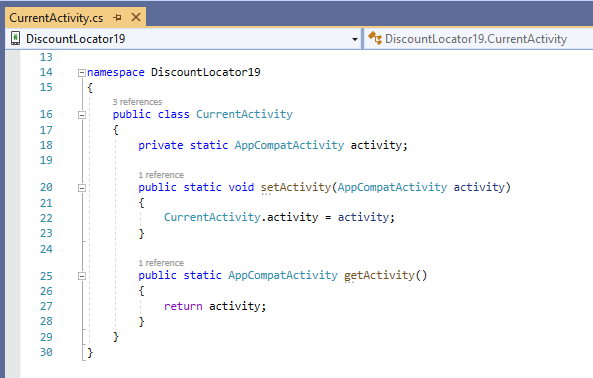 CurrentActivity.cs
DiscountLocator19 DiscountLocator19.CurrentActivity
13
14 namespace DiscountLocator19
15 {
3 references
16 public class CurrentActivity
17 {
18 private static AppCompatActivity activity;
19
1 reference
20 public static void setActivity(AppCompatActivity activity)
21 {
22 CurrentActivity.activity = activity;
23 }
24
1 reference
25 public static AppCompatActivity getActivity()
26 {
27 return activity;
28 }
29 }
30 }